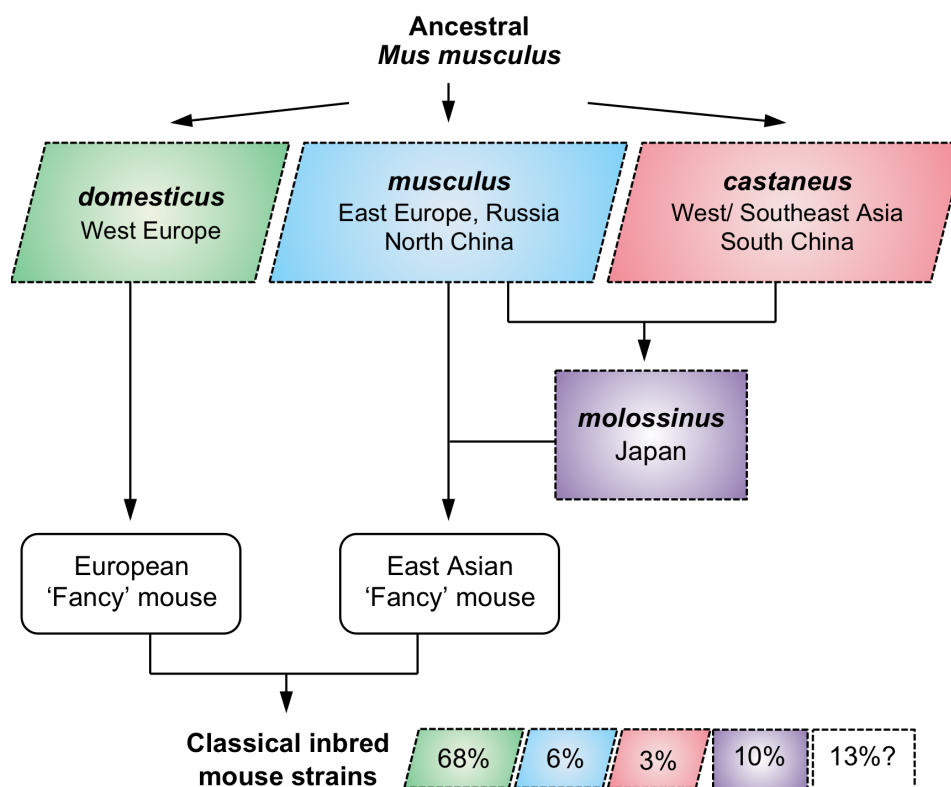 Ancestral
Mus musculus
domesticus
West Europe
musculus
East Europe, Russia
North China
castaneus
West/ Southeast Asia
South China
molossinus
Japan
European
‘Fancy’ mouse
East Asian
‘Fancy’ mouse
Classical inbred
mouse strains
68%
6%
3%
10%
13%?